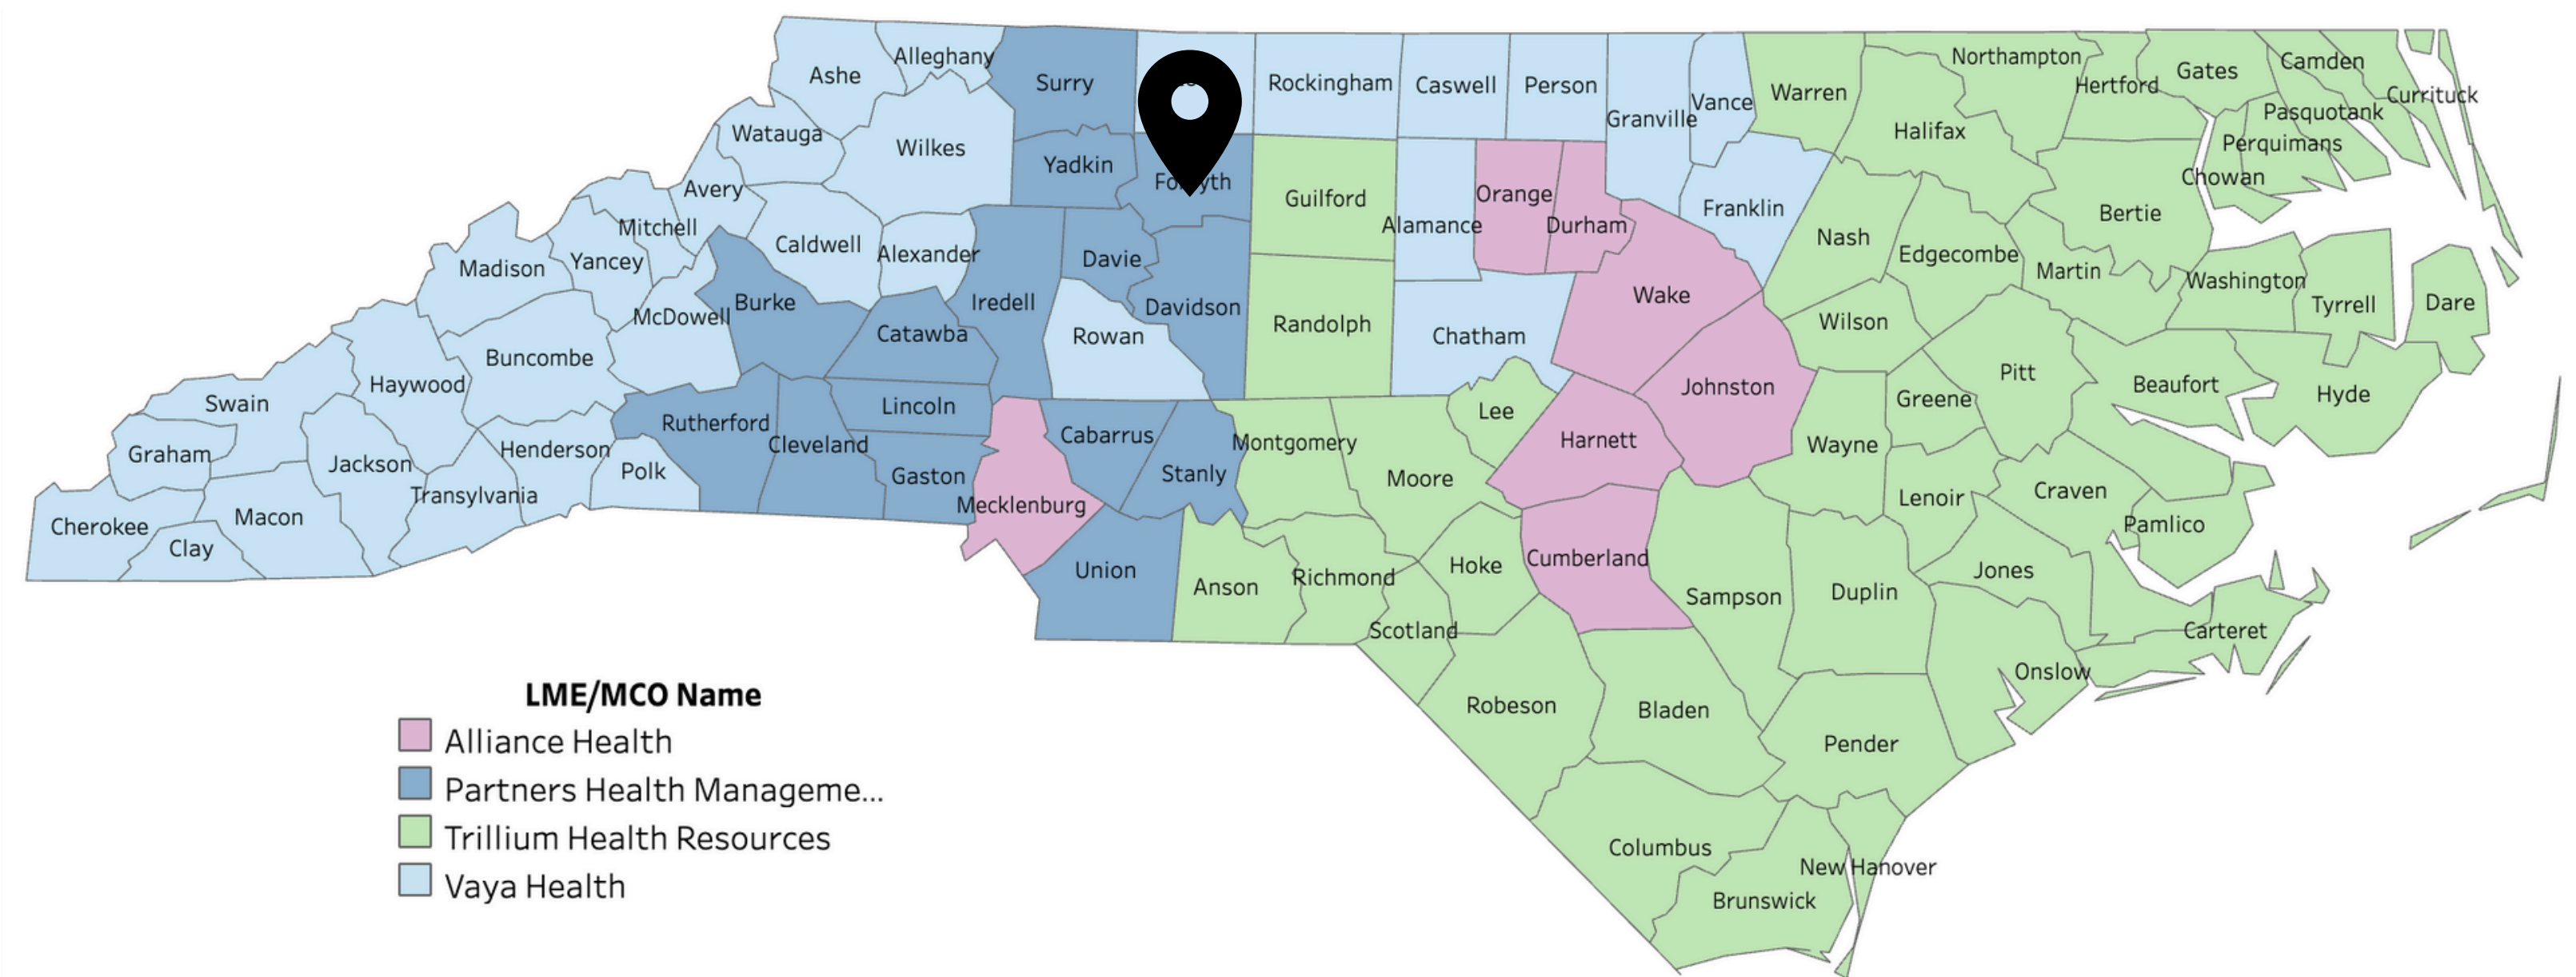 Ashe
Alleghany
Surry
Rockingham
Caswell
Person
Granville
Vance
Warren
Northampton
Halifax
Hertford
Gates
Camden
Currituck
Pasquotank
Perquimans
Chowan
Watauga
Wilkes
Yadkin
Guilford
Alamance
Orange
Durham
Franklin
Nash
Edgecombe
Bertie
Martin
Washington
Tyrrell
Dare
Avery
Mitchell
Caldwell
Alexander
Iredell
Davie
Davidson
Randolph
Chatham
Wake
Wilson
Madison
Yancey
McDowell
Burke
Catawba
Rowan
Johnston
Greene
Pitt
Beaufort
Hyde
Buncombe
Haywood
Swain
Graham
Jackson
Henderson
Polk
Rutherford
Cleveland
Lincoln
Gaston
Cabarrus
Stanly
Montgomery
Moore
Lee
Harnett
Wayne
Lenoir
Craven
Pamlico
Transylvania
Macon
Cherokee
Clay
Mecklenburg
Union
Anson
Richmond
Hoke
Cumberland
Scotland
Sampson
Duplin
Jones
Carteret
Onslow
Robeson
Bladen
Pender
Columbus
New Hanover
Brunswick
LME/MCO Name
Alliance Health
Partners Health Manageme...
Trillium Health Resources
Vaya Health